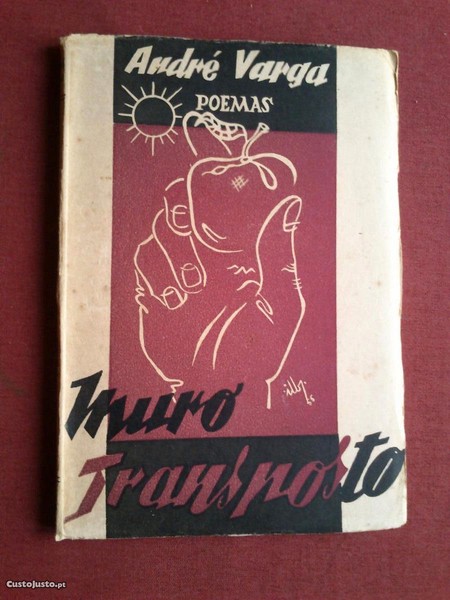 André Varga
POEMAS
Muro
Transposto
CustoJusto.pt